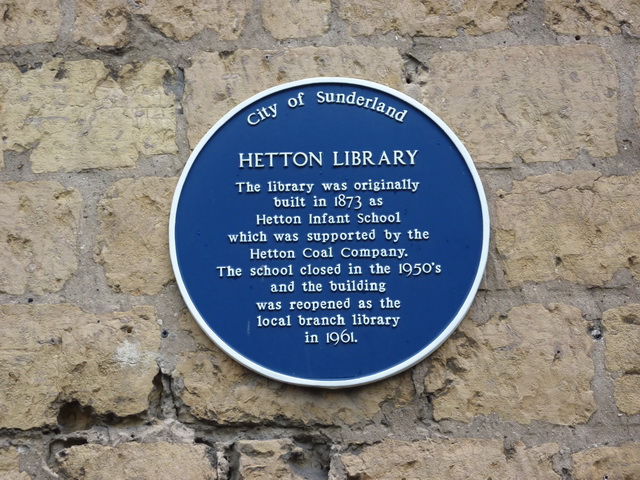 City of Sunderland
HETTON LIBRARY
The library was originally
built in 1873 as
Hetton Infant School
which was supported by the
Hetton Coal Company.
The school closed in the 1950's
and the building
was reopened as the
local branch library
in 1961.